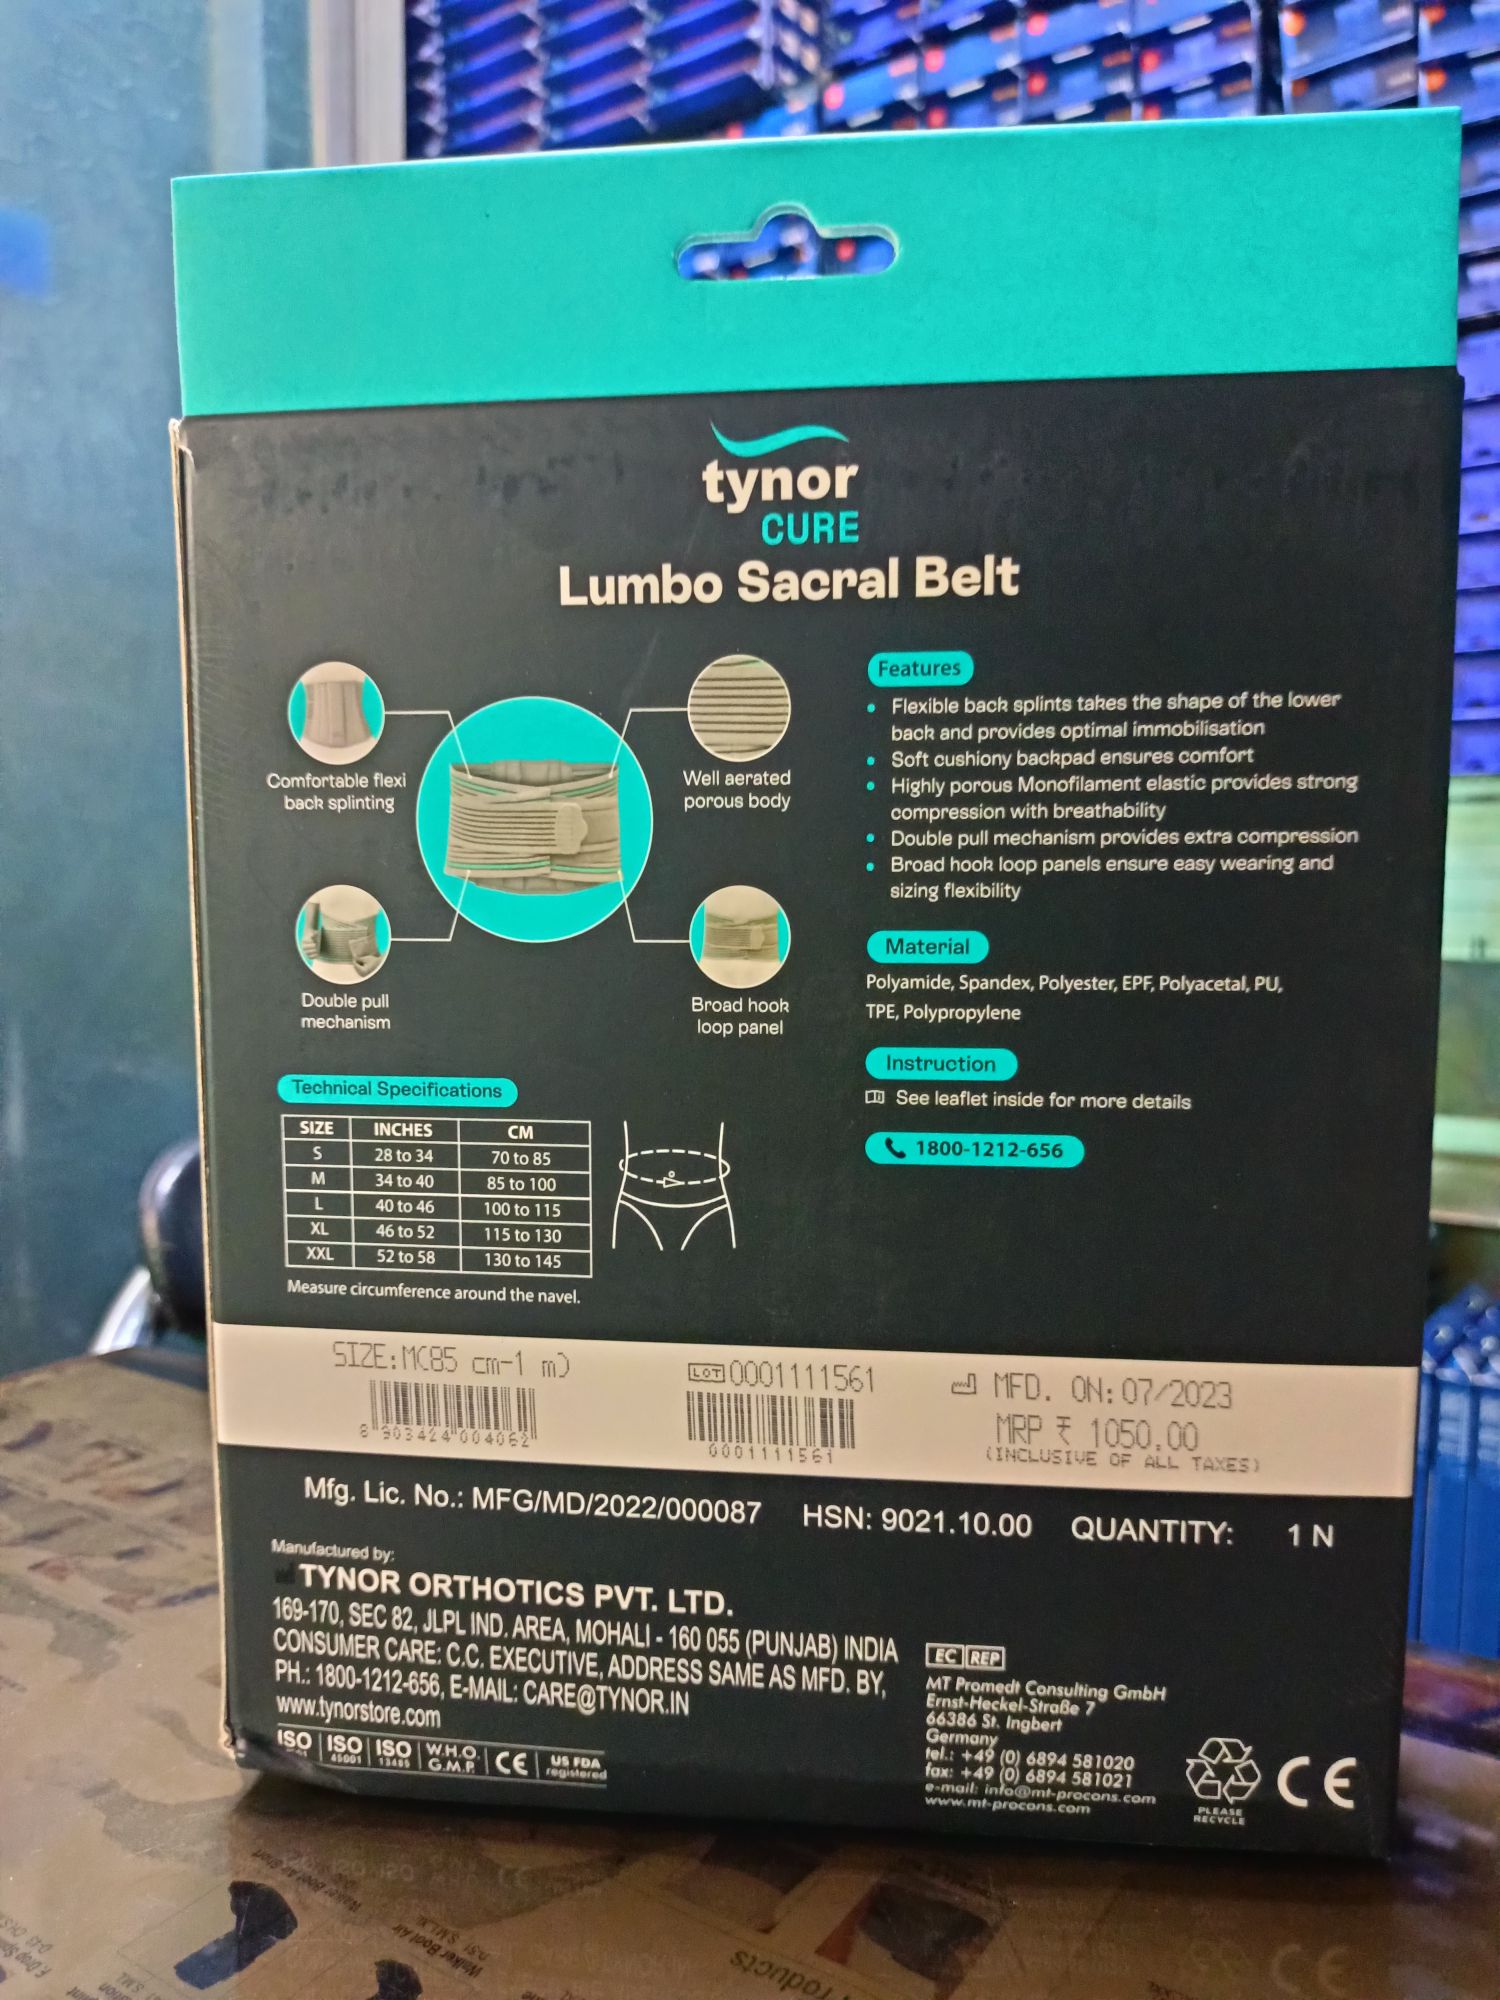 tynor
CURE
Lumbo Sacral Belt
Comfortable flexi
back splinting
Well aerated
porous body
Double pull
mechanism
Broad hook
loop panel
Features
• Flexible back splints takes the shape of the lower
back and provides optimal immobilisation
• Soft cushiony backpad ensures comfort
• Highly porous Monofilament elastic provides strong
compression with breathability
• Double pull mechanism provides extra compression
• Broad hook loop panels ensure easy wearing and
sizing flexibility
Material
Polyamide, Spandex, Polyester, EPF, Polyacetal, PU,
TPE, Polypropylene
Instruction
See leaflet inside for more details
1800-1212-656
Technical Specifications
SIZE INCHES CM
S 28 to 34 70 to 85
M 34 to 40 85 to 100
L 40 to 46 100 to 115
XL 46 to 52 115 to 130
XXL 52 to 58 130 to 145
Measure circumference around the navel.
SIZE:M(85 cm-1 m)
8 903424 004062
LOT 0001111561
0001111561
MFD. ON:07/2023
MRP ₹ 1050.00
(INCLUSIVE OF ALL TAXES)
Mfg. Lic. No.: MFG/MD/2022/000087 HSN: 9021.10.00 QUANTITY: 1 N
Manufactured by:
TYNOR ORTHOTICS PVT. LTD.
169-170, SEC 82, JLPL IND. AREA, MOHALI - 160 055 (PUNJAB) INDIA
CONSUMER CARE: C.C. EXECUTIVE, ADDRESS SAME AS MFD. BY,
PH.: 1800-1212-656, E-MAIL: CARE@TYNOR.IN
www.tynorstore.com
ISO ISO 45001 ISO 13485 W.H.O. G.M.P. CE US FDA registered
EC REP
MT Promedt Consulting GmbH
Ernst-Heckel-Straße 7
66386 St. Ingbert
Germany
tel.: +49 (0) 6894 581020
fax: +49 (0) 6894 581021
e-mail: info@mt-procons.com
www.mt-procons.com
PLEASE
RECYCLE
CE
Walker Boot Air
Products